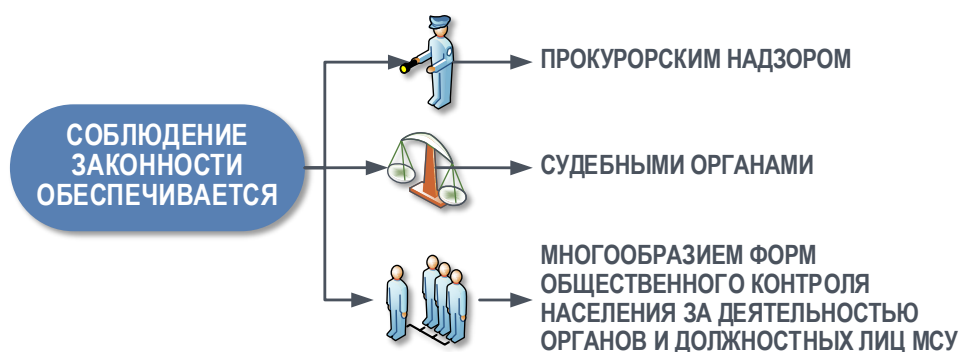 СОБЛЮДЕНИЕ
ЗАКОННОСТИ
ОБЕСПЕЧИВАЕТСЯ
ПРОКУРОРСКИМ НАДЗОРОМ
СУДЕБНЫМИ ОРГАНАМИ
МНОГООБРАЗИЕМ ФОРМ
ОБЩЕСТВЕННОГО КОНТРОЛЯ
НАСЕЛЕНИЯ ЗА ДЕЯТЕЛЬНОСТЬЮ
ОРГАНОВ И ДОЛЖНОСТНЫХ ЛИЦ МСУ